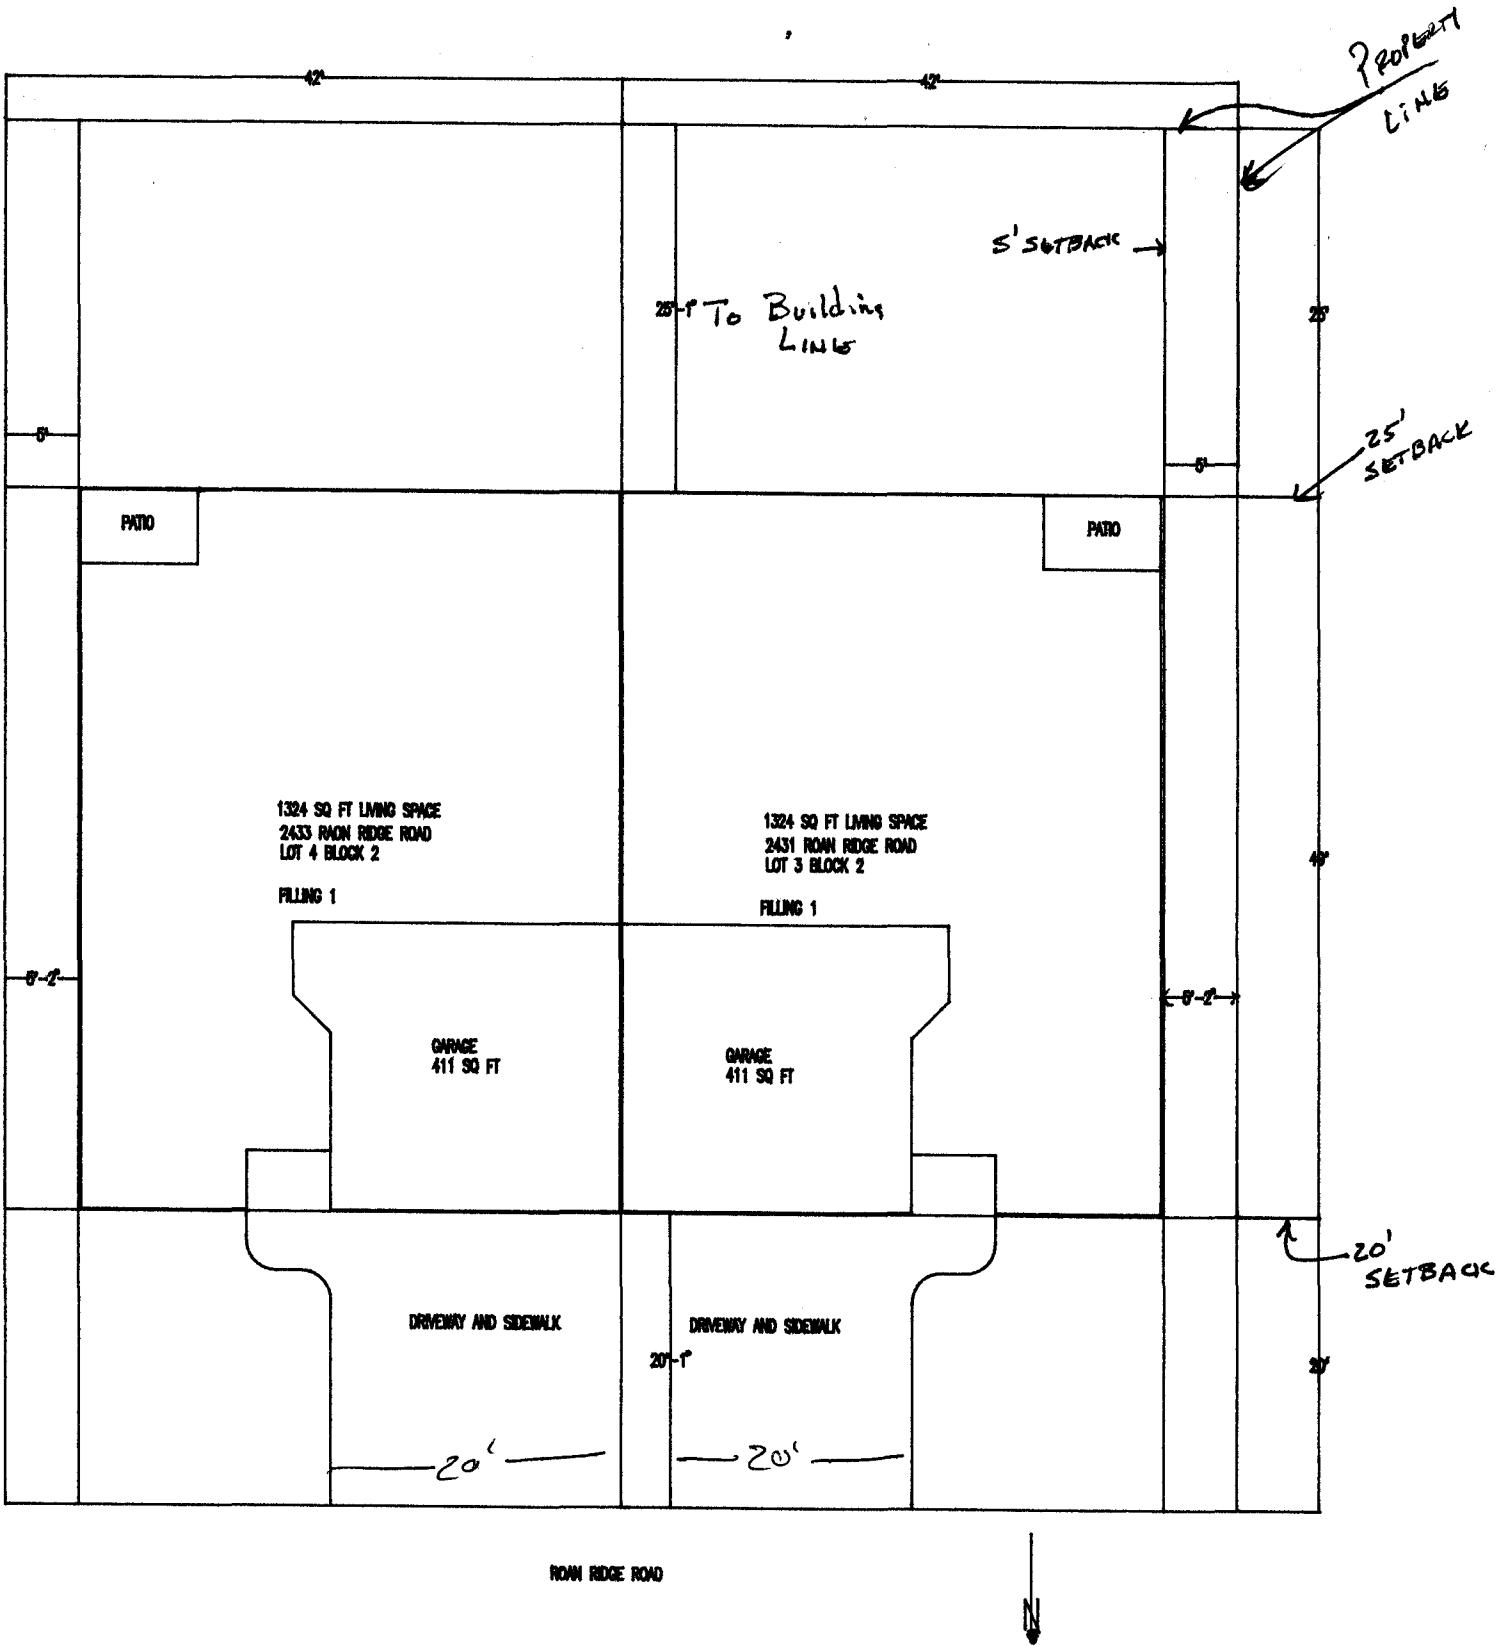 PROPERTY
LINE
42'
42'
5' SETBACK
25'-1" To Building
LINE
25'
25'
SETBACK
5'
5'
PATIO
PATIO
1324 SQ FT LIVING SPACE
2433 RAON RIDGE ROAD
LOT 4 BLOCK 2
FILLING 1
1324 SQ FT LIVING SPACE
2431 ROAN RIDGE ROAD
LOT 3 BLOCK 2
FILLING 1
5'-2"
5'-2"
GARAGE
411 SQ FT
GARAGE
411 SQ FT
20'
SETBACK
DRIVEWAY AND SIDEWALK
DRIVEWAY AND SIDEWALK
20'-1"
20'
20'
20'
ROAN RIDGE ROAD
N